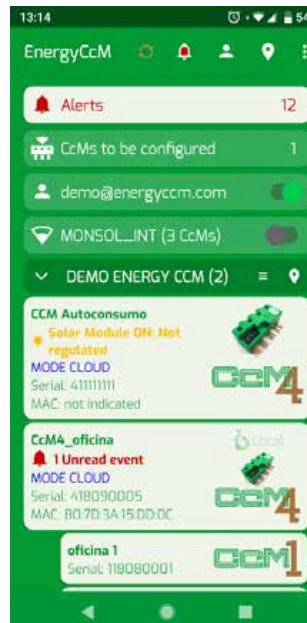 13:14
54
EnergyCcM
Alerts 12
CcMs to be configured 1
demo@energyccm.com
MONSOL_INT (3 CcMs)
DEMO ENERGY CCM (2)
CCM Autoconsumo
Solar Module ON: Not
regulated
MODE CLOUD
Serial: 411111111
MAC: not indicated
CcM4
CcM4_oficina
1 Unread event
MODE CLOUD
Serial: 418090005
MAC: 80:7D:3A:15:DD:DC
Local
CcM4
oficina 1
Serial: 118080001
CcM1